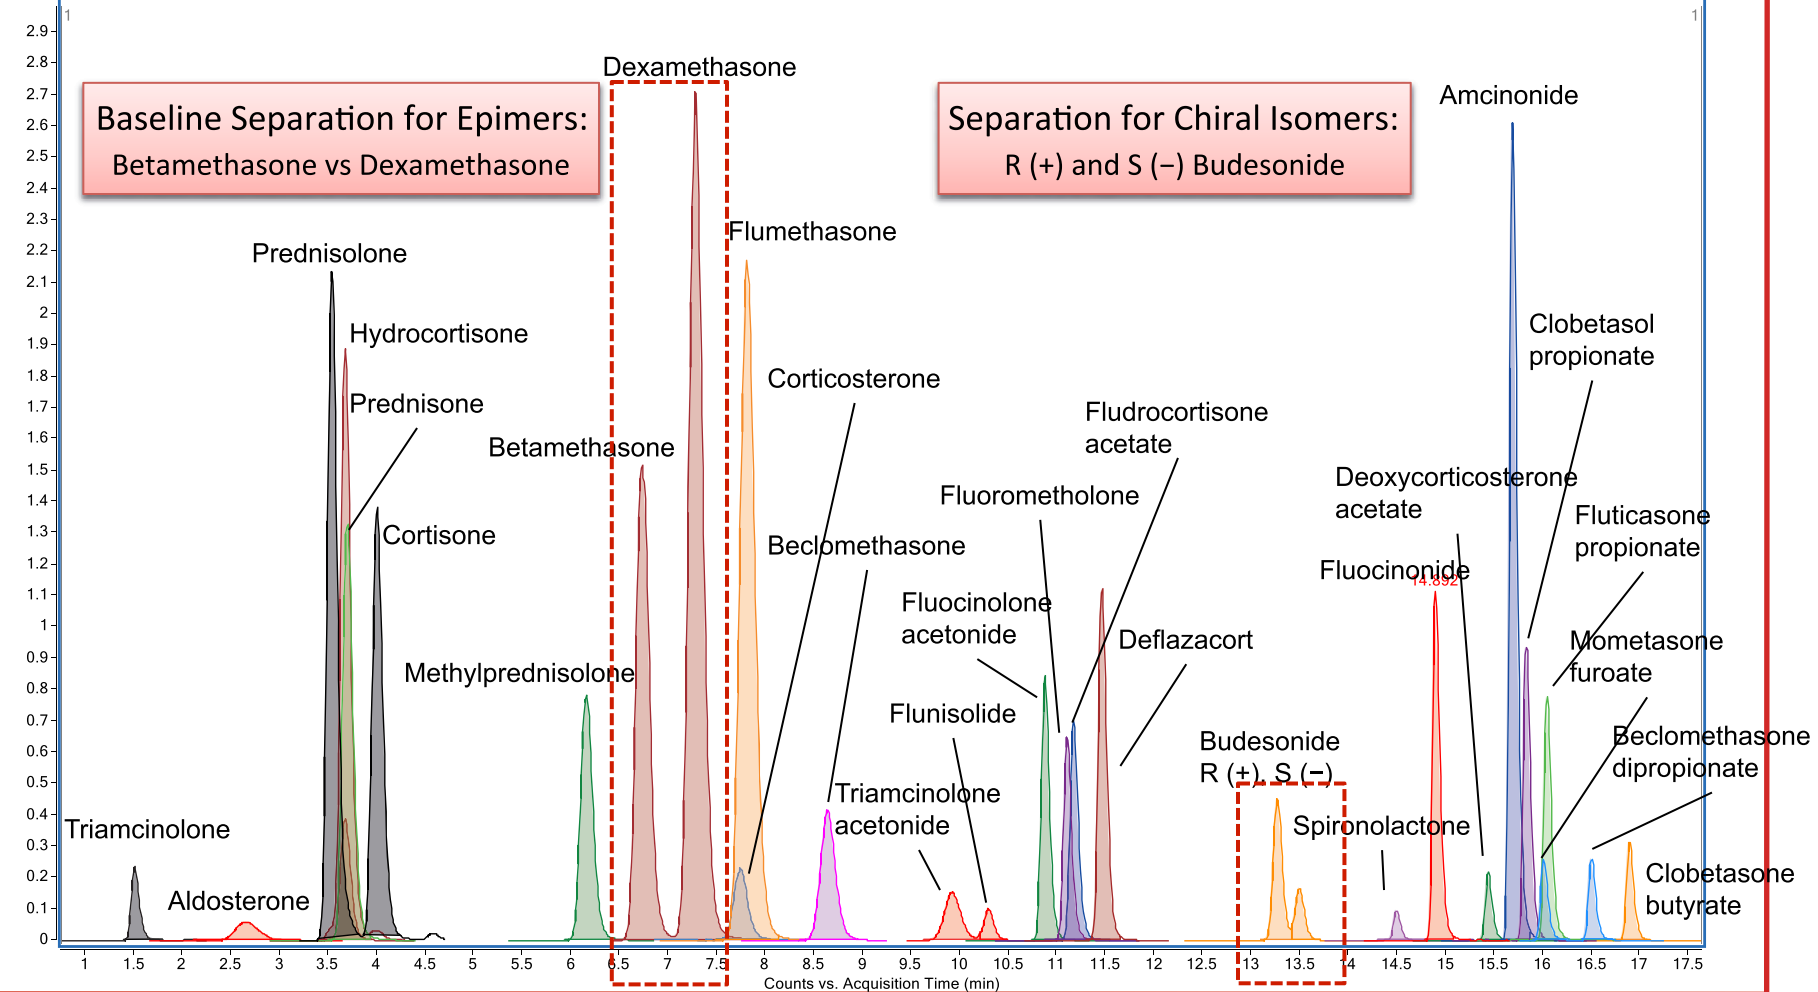 1
1
2.9
2.8
2.7
2.6
2.5
2.4
2.3
2.2
2.1
2
1.9
1.8
1.7
1.6
1.5
1.4
1.3
1.2
1.1
1
0.9
0.8
0.7
0.6
0.5
0.4
0.3
0.2
0.1
0
Baseline Separation for Epimers:
Betamethasone vs Dexamethasone
Separation for Chiral Isomers:
R (+) and S (−) Budesonide
Triamcinolone
Aldosterone
Prednisolone
Hydrocortisone
Prednisone
Cortisone
Methylprednisolone
Betamethasone
Dexamethasone
Flumethasone
Corticosterone
Beclomethasone
Triamcinolone
acetonide
Flunisolide
Fluocinolone
acetonide
Fluorometholone
Fludrocortisone
acetate
Deflazacort
Budesonide
R (+), S (−)
Spironolactone
Fluocinonide
14.892
Deoxycorticosterone
acetate
Amcinonide
Clobetasol
propionate
Fluticasone
propionate
Mometasone
furoate
Beclomethasone
dipropionate
Clobetasone
butyrate
1 1.5 2 2.5 3 3.5 4 4.5 5 5.5 6 6.5 7 7.5 8 8.5 9 9.5 10 10.5 11 11.5 12 12.5 13 13.5 14 14.5 15 15.5 16 16.5 17 17.5
Counts vs. Acquisition Time (min)